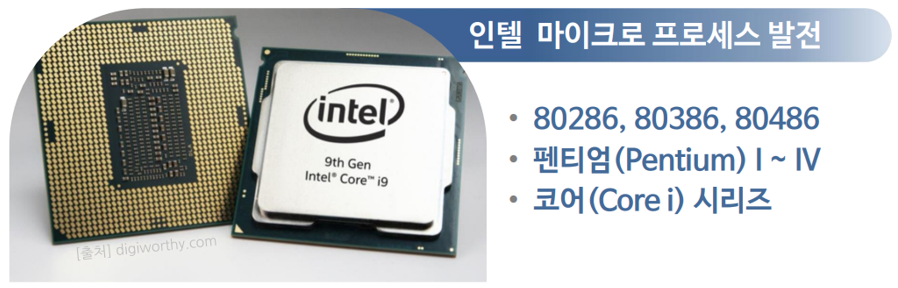 인텔 마이크로 프로세스 발전
intel®
9th Gen
Intel® Core™ i9
[출처] digiworthy.com
• 80286, 80386, 80486
• 펜티엄(Pentium) I ~ IV
• 코어(Core i) 시리즈